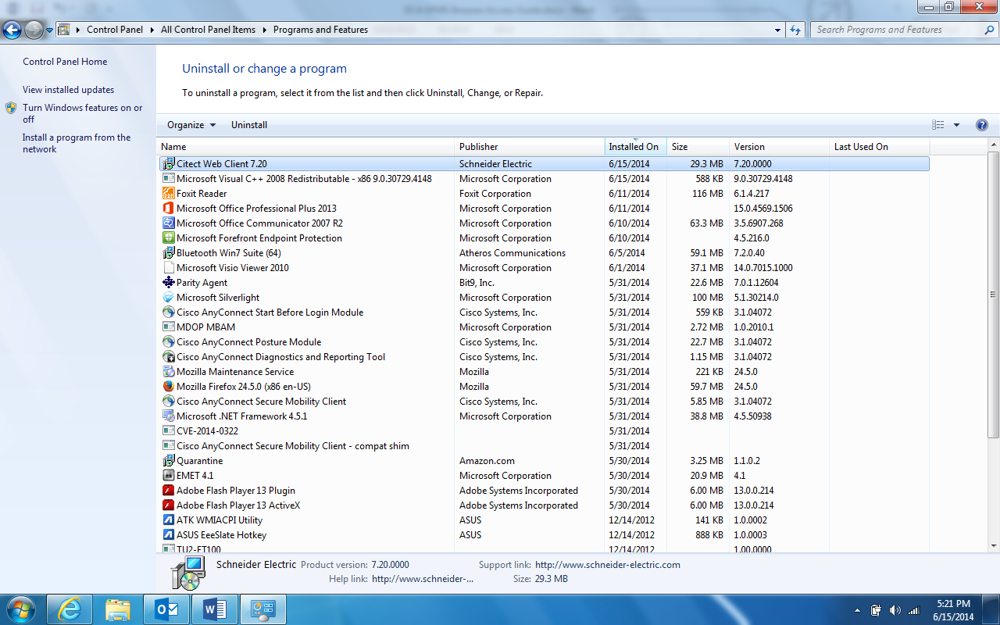 Control Panel ▸ All Control Panel Items ▸ Programs and Features
Search Programs and Features
Control Panel Home
View installed updates
Turn Windows features on or
off
Install a program from the
network
Uninstall or change a program
To uninstall a program, select it from the list and then click Uninstall, Change, or Repair.
Organize Uninstall
Name Publisher Installed On Size Version Last Used On
Citect Web Client 7.20 Schneider Electric 6/15/2014 29.3 MB 7.20.0000
Microsoft Visual C++ 2008 Redistributable - x86 9.0.30729.4148 Microsoft Corporation 6/15/2014 588 KB 9.0.30729.4148
Foxit Reader Foxit Corporation 6/11/2014 116 MB 6.1.4.217
Microsoft Office Professional Plus 2013 Microsoft Corporation 6/11/2014 15.0.4569.1506
Microsoft Office Communicator 2007 R2 Microsoft Corporation 6/10/2014 63.3 MB 3.5.6907.268
Microsoft Forefront Endpoint Protection Microsoft Corporation 6/10/2014 4.5.216.0
Bluetooth Win7 Suite (64) Atheros Communications 6/5/2014 59.1 MB 7.2.0.40
Microsoft Visio Viewer 2010 Microsoft Corporation 6/1/2014 37.1 MB 14.0.7015.1000
Parity Agent Bit9, Inc. 5/31/2014 22.6 MB 7.0.1.12604
Microsoft Silverlight Microsoft Corporation 5/31/2014 100 MB 5.1.30214.0
Cisco AnyConnect Start Before Login Module Cisco Systems, Inc. 5/31/2014 559 KB 3.1.04072
MDOP MBAM Microsoft Corporation 5/31/2014 2.72 MB 1.0.2010.1
Cisco AnyConnect Posture Module Cisco Systems, Inc. 5/31/2014 22.7 MB 3.1.04072
Cisco AnyConnect Diagnostics and Reporting Tool Cisco Systems, Inc. 5/31/2014 1.15 MB 3.1.04072
Mozilla Maintenance Service Mozilla 5/31/2014 221 KB 24.5.0
Mozilla Firefox 24.5.0 (x86 en-US) Mozilla 5/31/2014 59.7 MB 24.5.0
Cisco AnyConnect Secure Mobility Client Cisco Systems, Inc. 5/31/2014 5.85 MB 3.1.04072
Microsoft .NET Framework 4.5.1 Microsoft Corporation 5/31/2014 38.8 MB 4.5.50938
CVE-2014-0322 5/31/2014
Cisco AnyConnect Secure Mobility Client - compat shim 5/31/2014
Quarantine Amazon.com 5/30/2014 3.25 MB 1.1.0.2
EMET 4.1 Microsoft Corporation 5/30/2014 20.9 MB 4.1
Adobe Flash Player 13 Plugin Adobe Systems Incorporated 5/30/2014 6.00 MB 13.0.0.214
Adobe Flash Player 13 ActiveX Adobe Systems Incorporated 5/30/2014 6.00 MB 13.0.0.214
ATK WMIACPI Utility ASUS 12/14/2012 141 KB 1.0.0002
ASUS EeeSlate Hotkey ASUS 12/14/2012 888 KB 1.0.0003
TU2-ET100 12/14/2012 1.00.0000
Schneider Electric Product version: 7.20.0000 Support link: http://www.schneider-electric.com
Help link: http://www.schneider-... Size: 29.3 MB
5:21 PM
6/15/2014